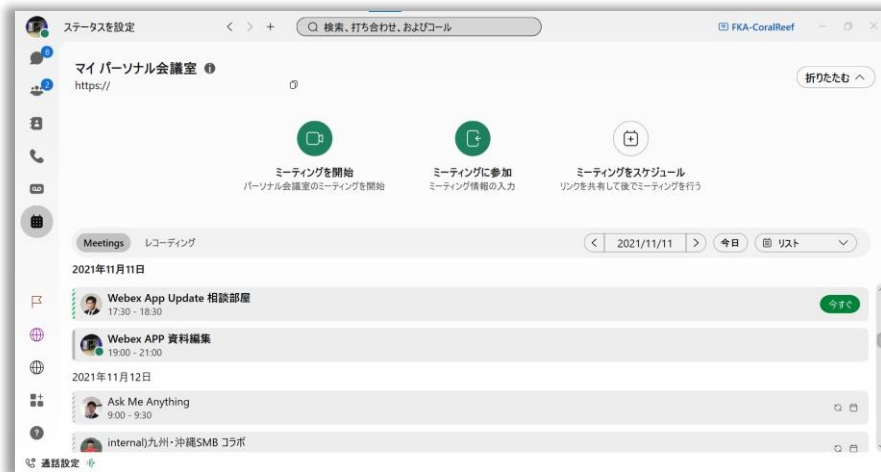 ステータスを設定
検索、打ち合わせ、およびコール
FKA-CoralReef
8
2
マイ パーソナル会議室
https://
折りたたむ
ミーティングを開始
パーソナル会議室のミーティングを開始
ミーティングに参加
ミーティング情報の入力
ミーティングをスケジュール
リンクを共有して後でミーティングを行う
Meetings
レコーディング
2021/11/11
今日
リスト
2021年11月11日
Webex App Update 相談部屋
17:30 - 18:30
今すぐ
Webex APP 資料編集
19:00 - 21:00
2021年11月12日
Ask Me Anything
9:00 - 9:30
internal)九州・沖縄SMB コラボ
通話設定